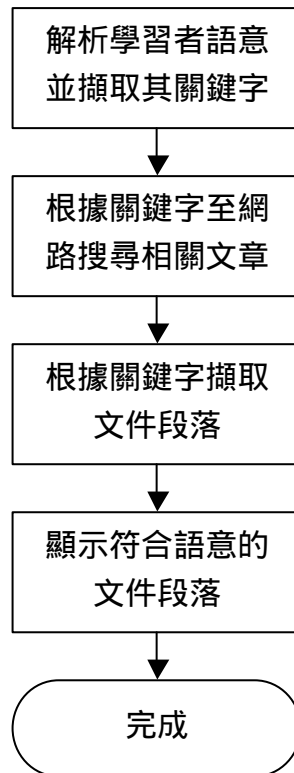 解析學習者語意
並擷取其關鍵字
根據關鍵字至網
路搜尋相關文章
根據關鍵字擷取
文件段落
顯示符合語意的
文件段落
完成